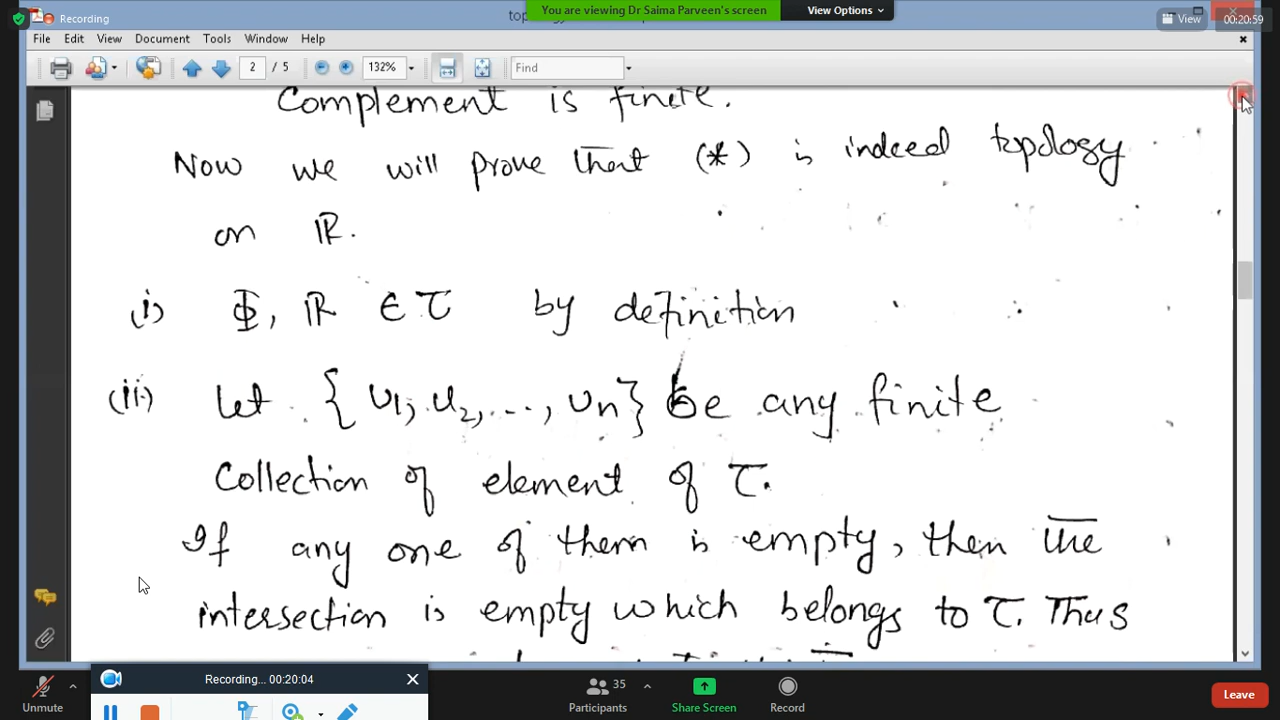 You are viewing Dr Saima Parveen's screen
View Options
Recording
View
00:20:59
File Edit View Document Tools Window Help
2 / 5
132%
Find
Complement is finite.
Now we will prove that (*) is indeed topology
on ℝ.
(i) Φ, ℝ ∈ τ by definition
(ii) Let { U1, U2, ..., Un } be any finite
Collection of element of τ.
If any one of them is empty, then the
intersection is empty which belongs to τ. Thus
Recording... 00:20:04
Unmute
35
Participants
Share Screen
Record
Leave